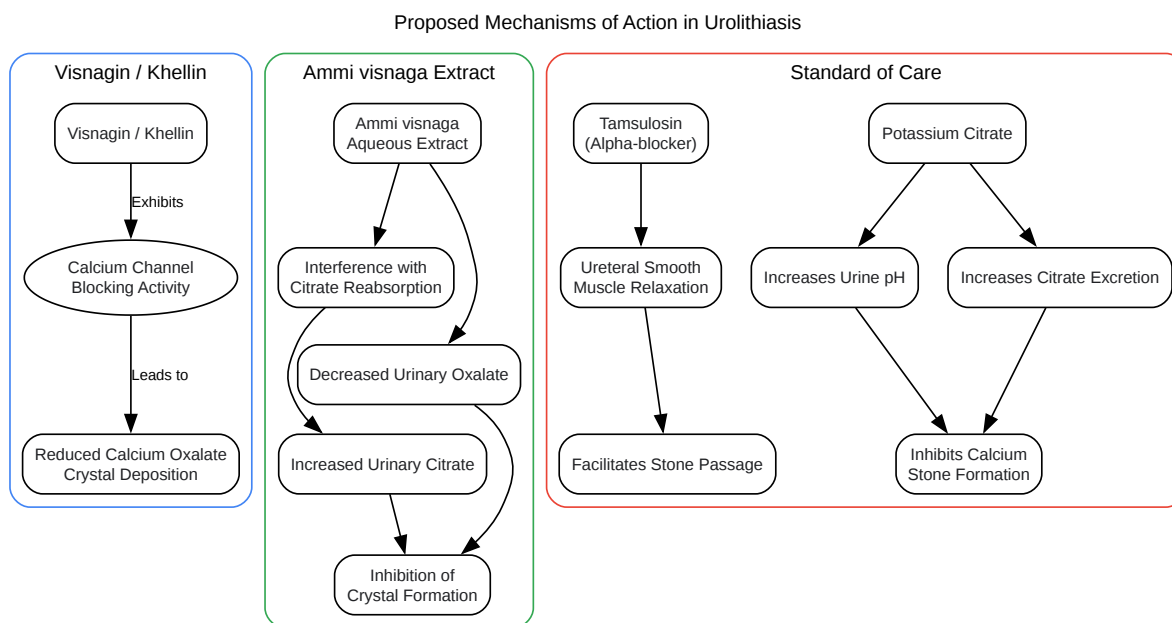 Proposed Mechanisms of Action in Urolithiasis
Visnagin / Khellin
Visnagin / Khellin
Exhibits
Calcium Channel
Blocking Activity
Leads to
Reduced Calcium Oxalate
Crystal Deposition
Ammi visnaga Extract
Ammi visnaga
Aqueous Extract
Interference with
Citrate Reabsorption
Decreased Urinary Oxalate
Increased Urinary Citrate
Inhibition of
Crystal Formation
Standard of Care
Tamsulosin
(Alpha-blocker)
Ureteral Smooth
Muscle Relaxation
Facilitates Stone Passage
Potassium Citrate
Increases Urine pH
Increases Citrate Excretion
Inhibits Calcium
Stone Formation